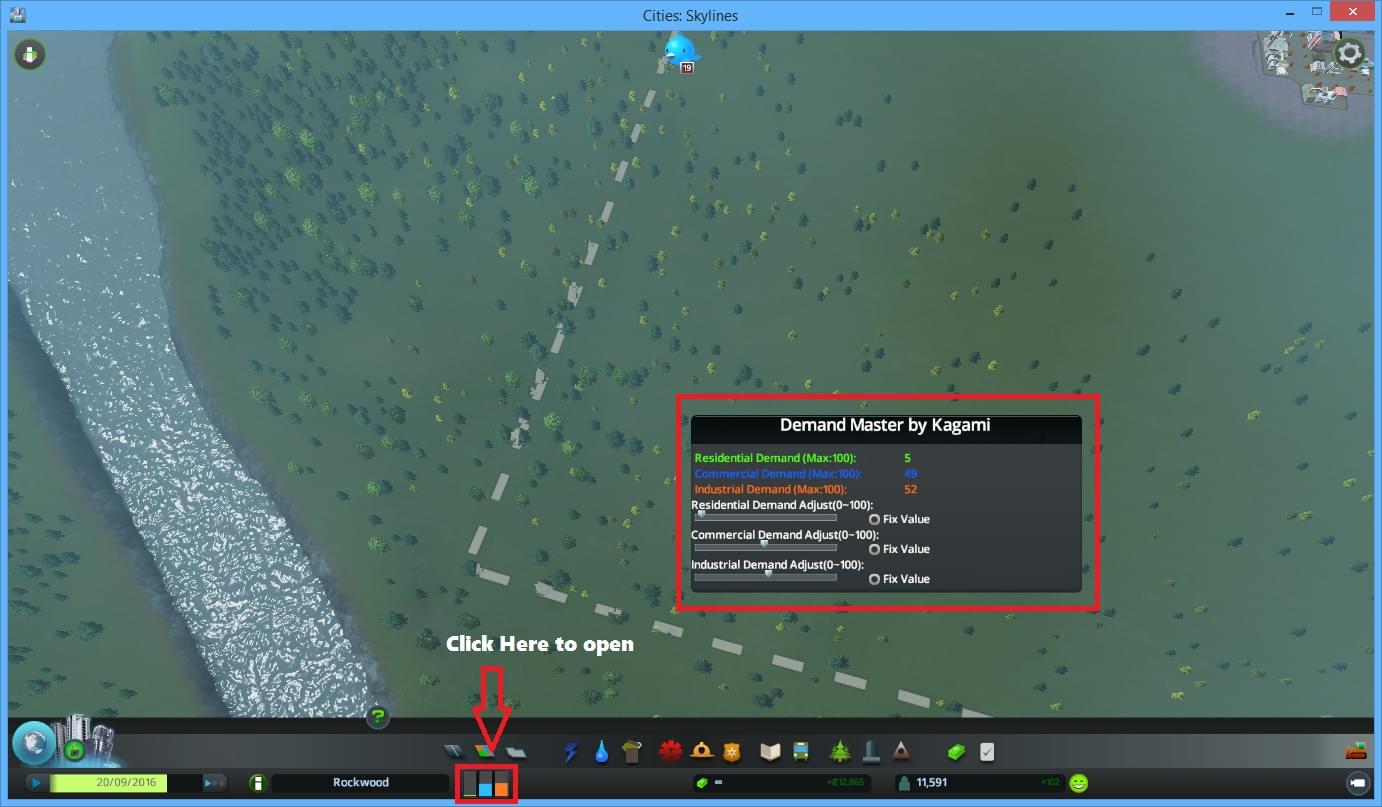 Cities: Skylines
19
Demand Master by Kagami
Residential Demand (Max:100): 5
Commercial Demand (Max:100): 49
Industrial Demand (Max:100): 52
Residential Demand Adjust(0~100):
Fix Value
Commercial Demand Adjust(0~100):
Fix Value
Industrial Demand Adjust(0~100):
Fix Value
Click Here to open
?
20/09/2016
Rockwood
∞
+₡12,865
11,591
+102